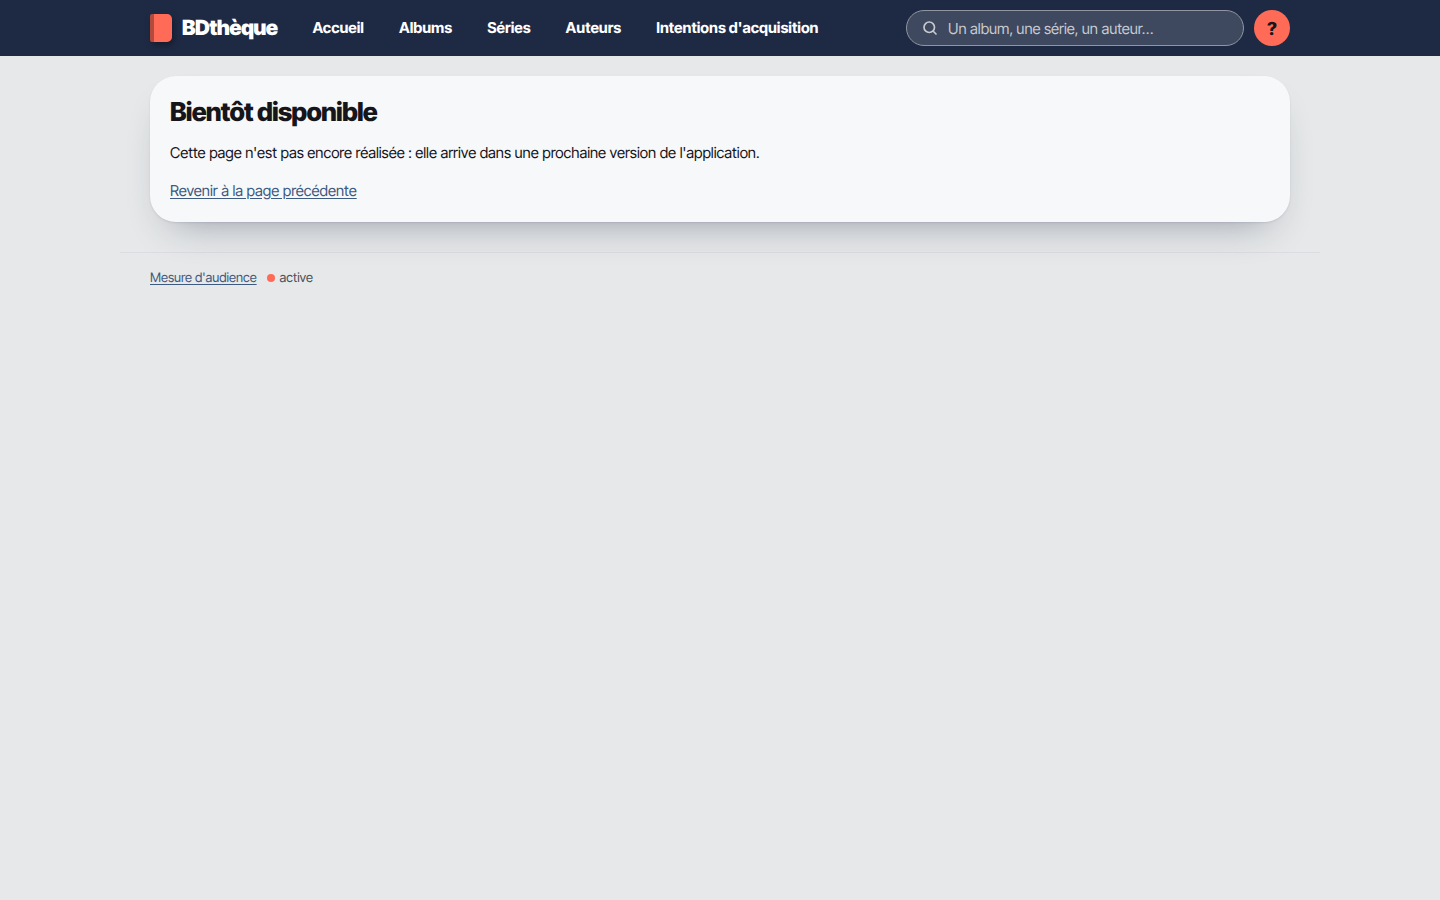 BDthèque Accueil Albums Séries Auteurs Intentions d'acquisition Un album, une série, un auteur... ?
Bientôt disponible
Cette page n'est pas encore réalisée : elle arrive dans une prochaine version de l'application.
Revenir à la page précédente
Mesure d'audience active